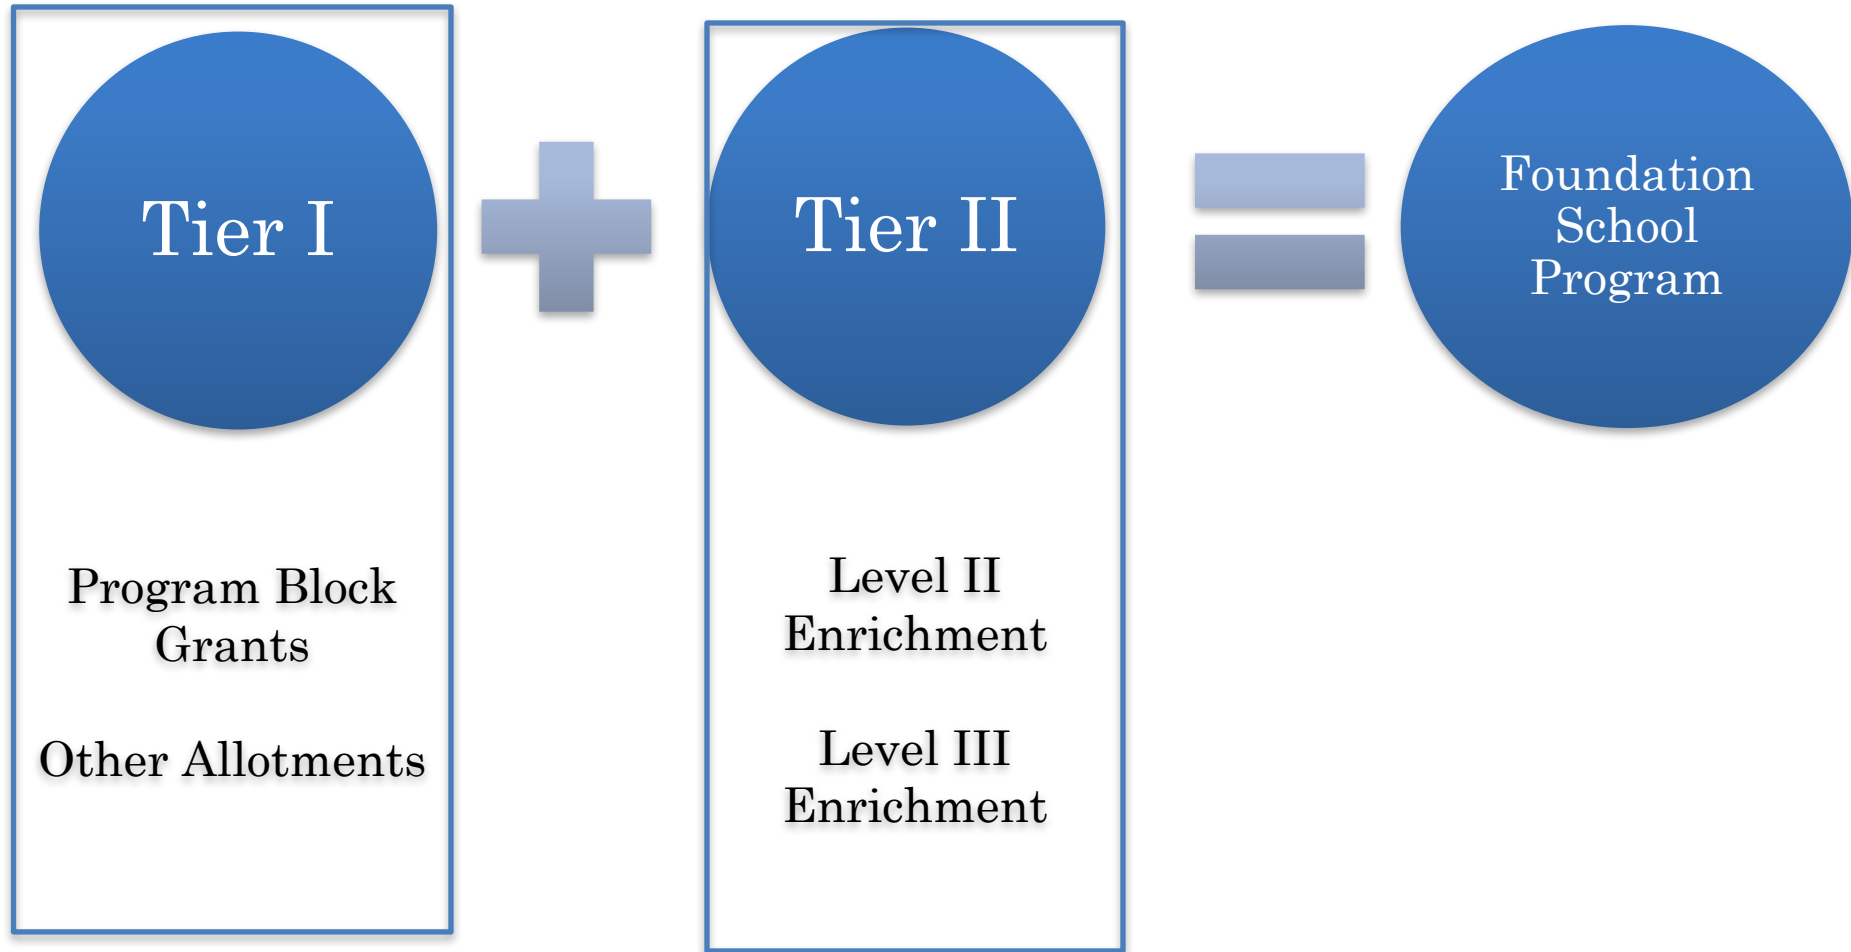 Tier I
Program Block
Grants
Other Allotments
Tier II
Level II
Enrichment
Level III
Enrichment
Foundation
School
Program